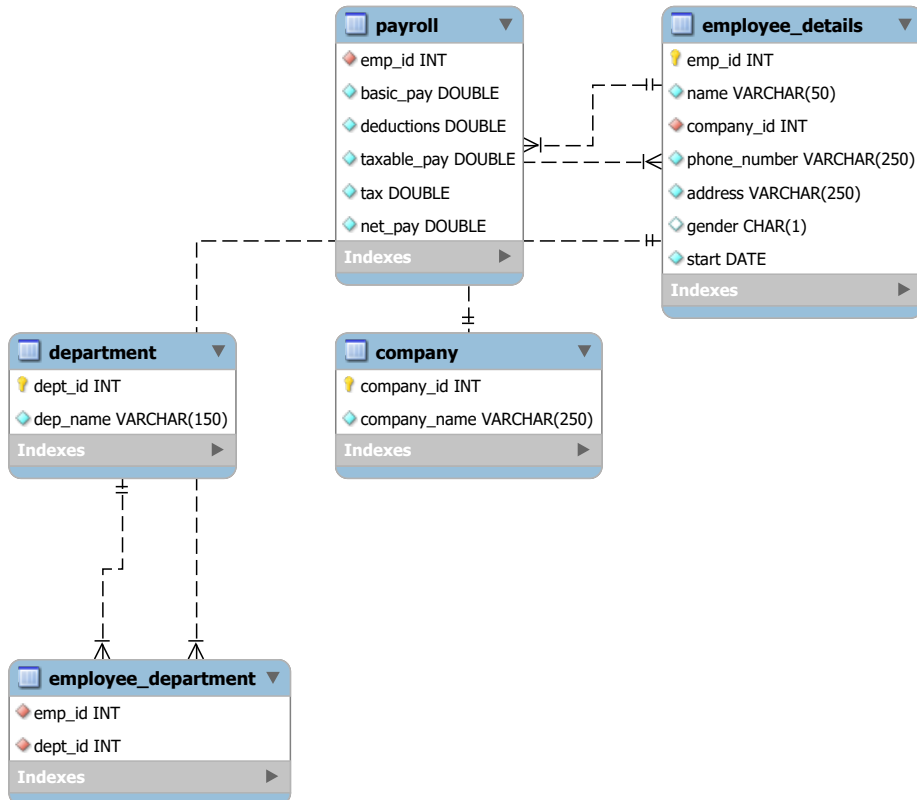 payroll
emp_id INT
basic_pay DOUBLE
deductions DOUBLE
taxable_pay DOUBLE
tax DOUBLE
net_pay DOUBLE
Indexes
employee_details
emp_id INT
name VARCHAR(50)
company_id INT
phone_number VARCHAR(250)
address VARCHAR(250)
gender CHAR(1)
start DATE
Indexes
department
dept_id INT
dep_name VARCHAR(150)
Indexes
company
company_id INT
company_name VARCHAR(250)
Indexes
employee_department
emp_id INT
dept_id INT
Indexes